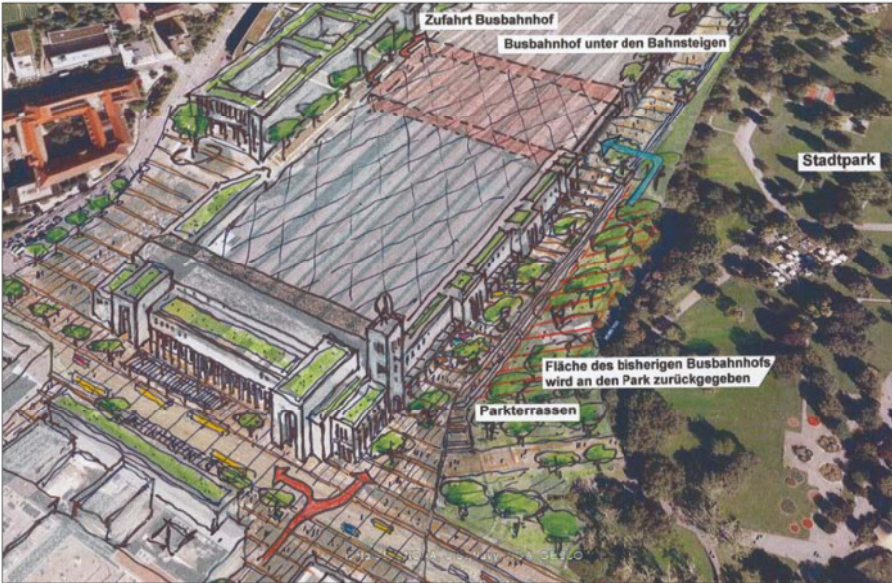 Zufahrt Busbahnhof
Busbahnhof unter den Bahnsteigen
Stadtpark
Fläche des bisherigen Busbahnhofs
wird an den Park zurückgegeben
Parkterrassen